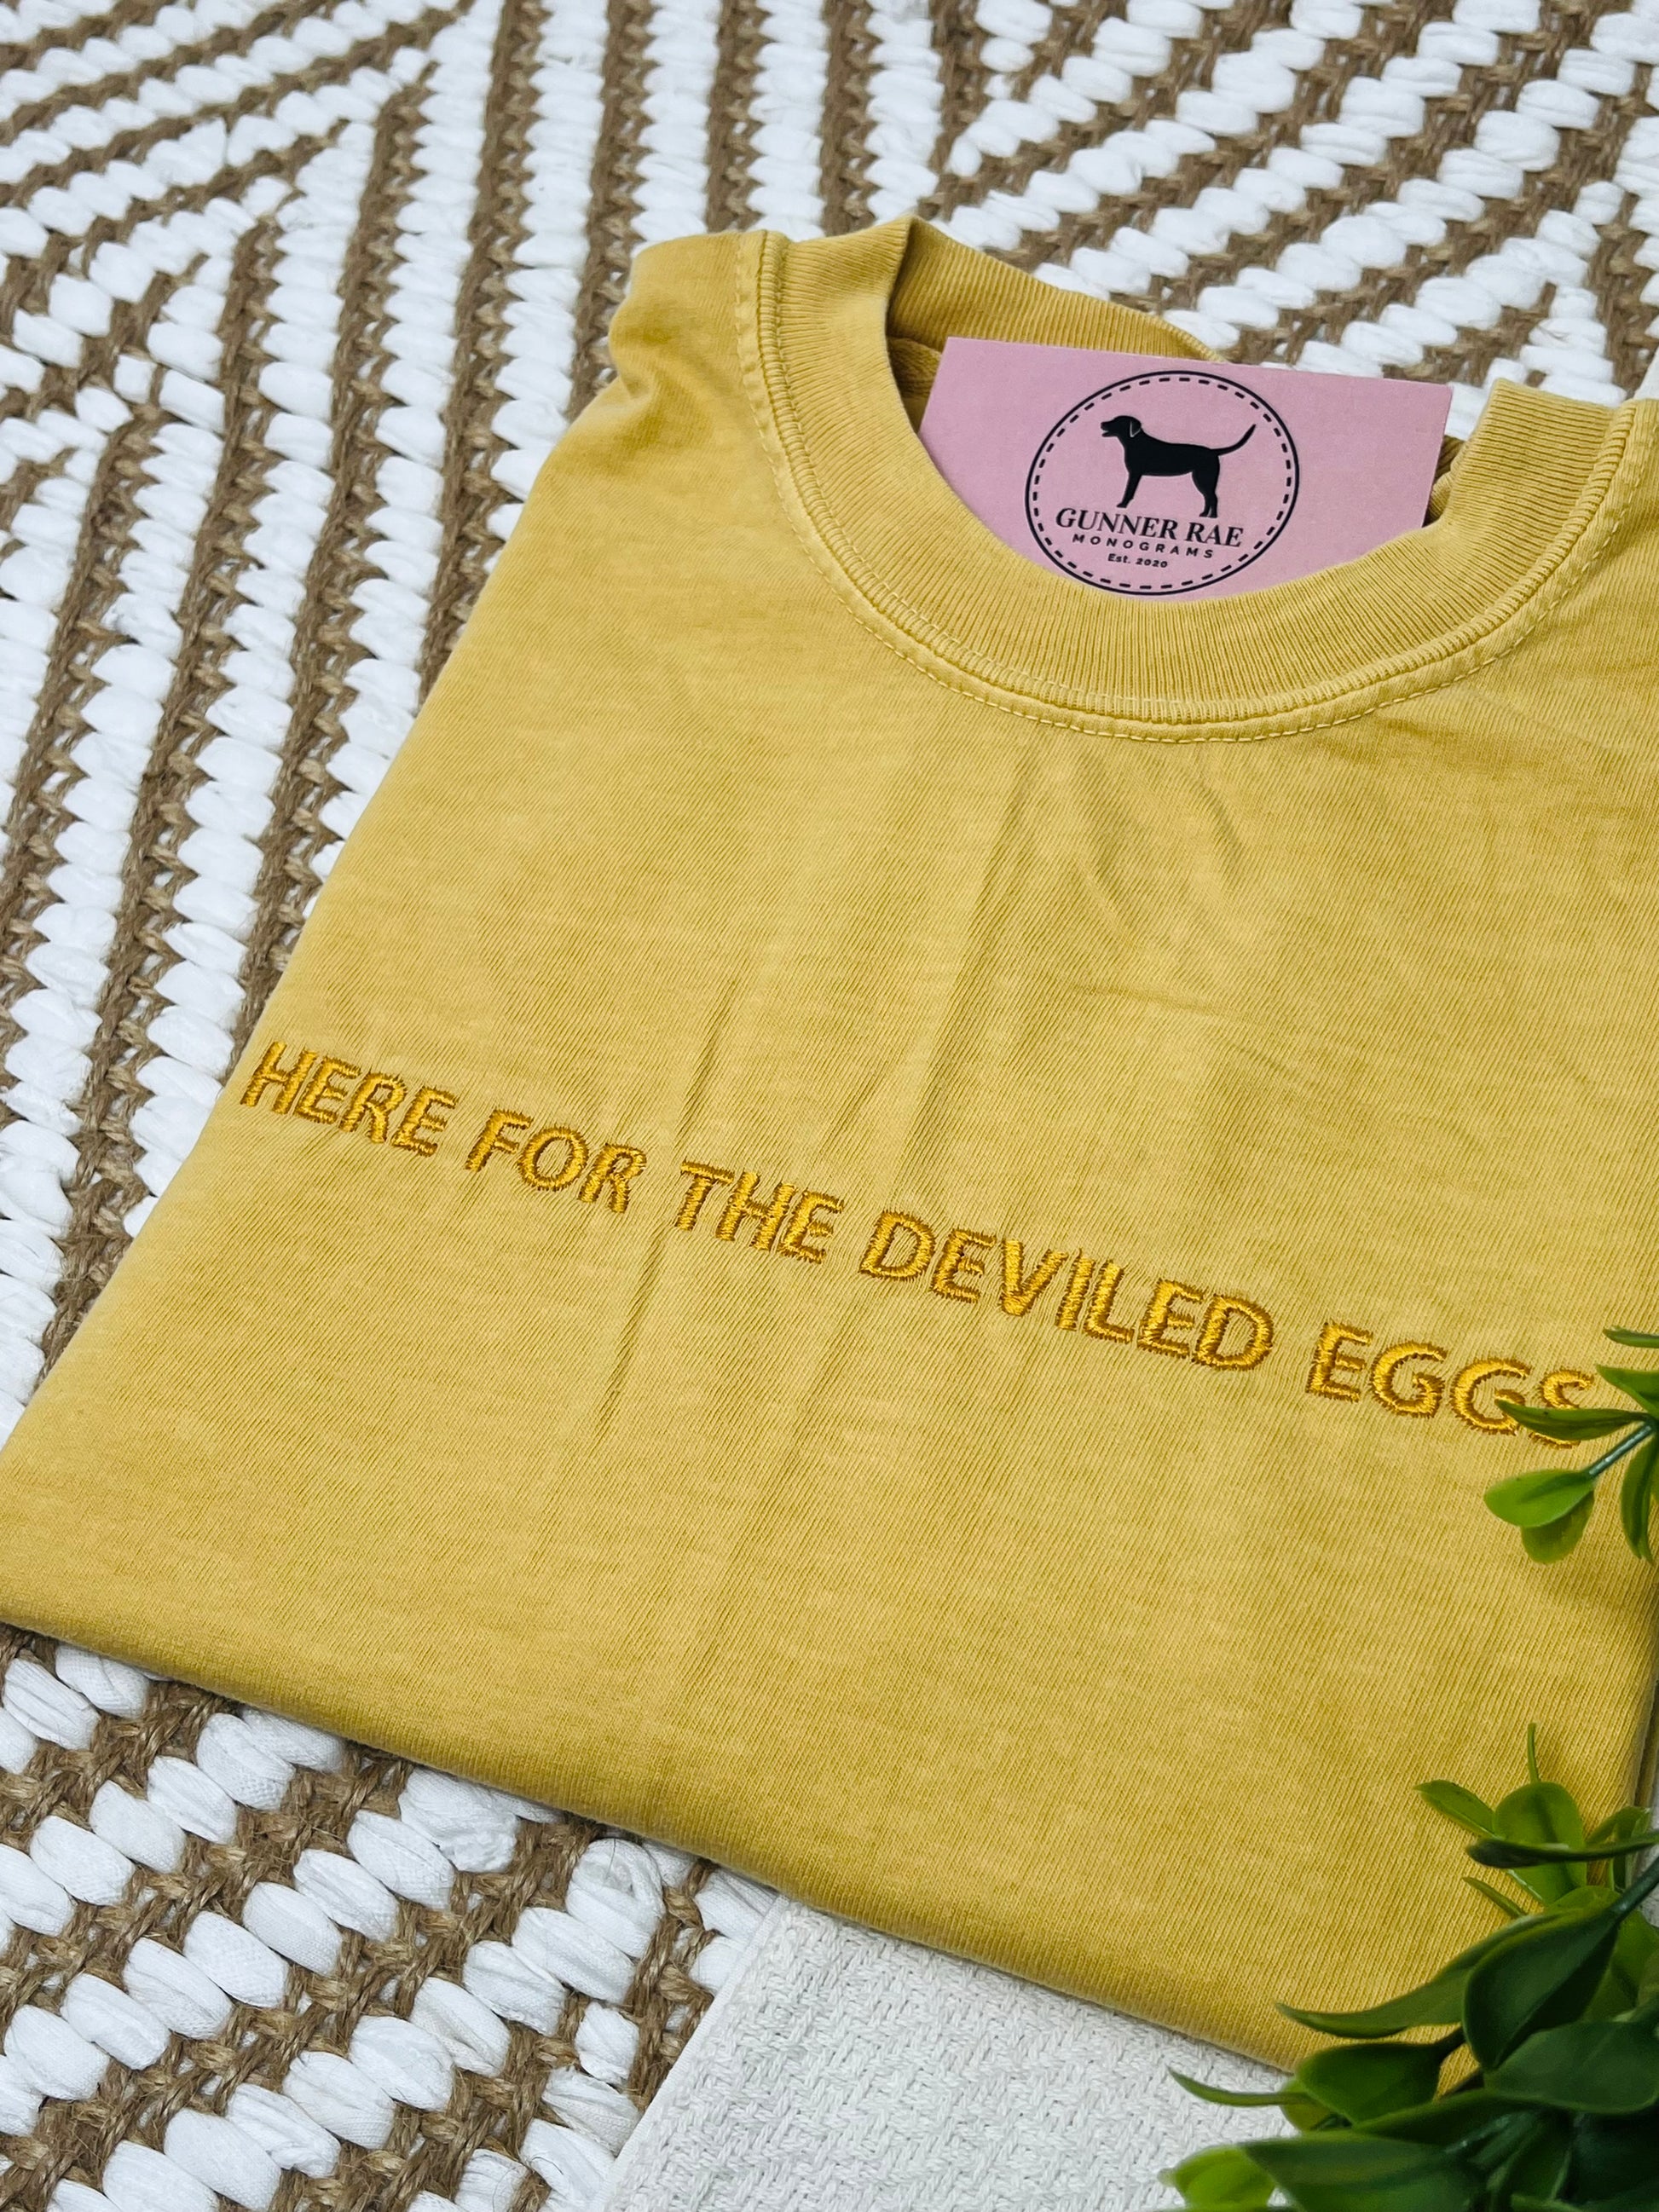 GUNNER RAE
MONOGRAMS
Est. 2020
HERE FOR THE DEVILED EGGS